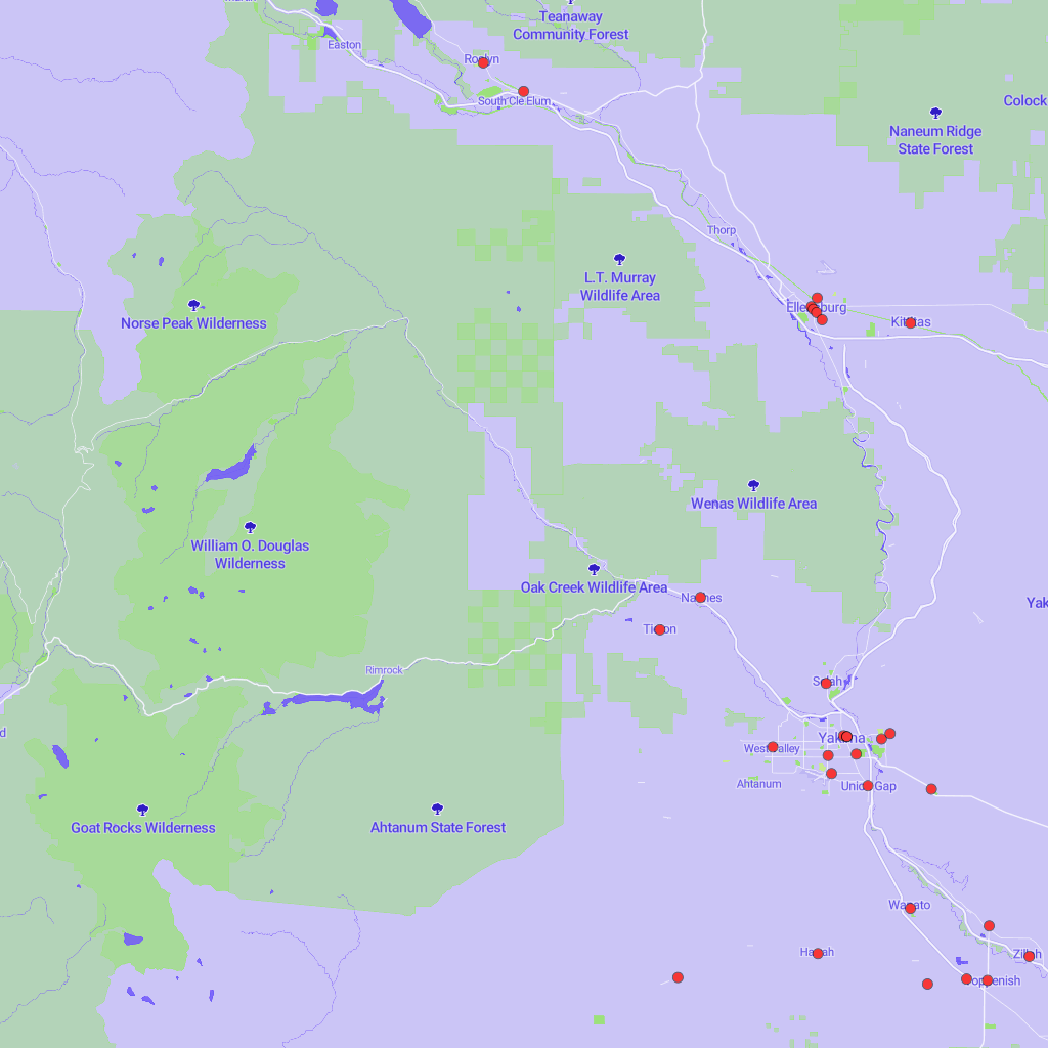 Easton
Teanaway
Community Forest
Roslyn
South Cle Elum
Naneum Ridge
State Forest
Colock
Thorp
L.T. Murray
Wildlife Area
Norse Peak Wilderness
Ellensburg
Kittitas
Wenas Wildlife Area
William O. Douglas
Wilderness
Oak Creek Wildlife Area
Naches
Yak
Tieton
Rimrock
Selah
d
Yakima
West Valley
Ahtanum
Union Gap
Goat Rocks Wilderness
Ahtanum State Forest
Wapato
Harrah
Zillah
Toppenish